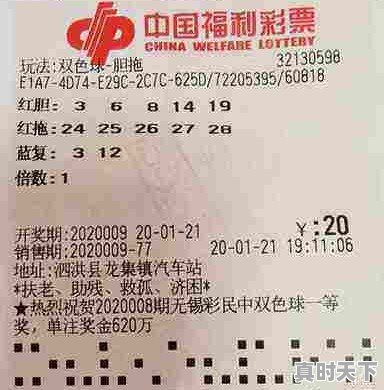 中国福利彩票
CHINA WELFARE LOTTERY
玩法:双色球-胆拖 32130598
E1A7-4D74-E29C-2C7C-625D/72205395/60818
红胆: 3 6 8 14 19
红拖:24 25 26 27 28
蓝复: 3 12
倍数:1
开奖期:2020009 20-01-21 ￥:20
销售期:2020009-77 20-01-21 19:11:06
地址:泗洪县龙集镇汽车站
*扶老、助残、救孤、济困*
★热烈祝贺2020008期无锡彩民中双色球一等
奖，单注奖金620万
真时天下